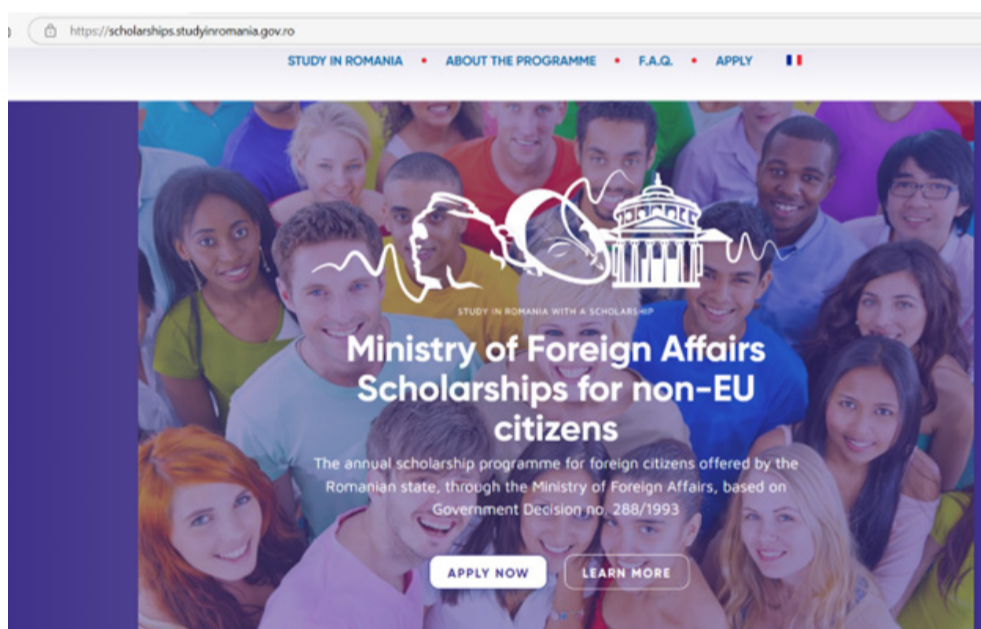 https://scholarships.studyinromania.gov.ro
STUDY IN ROMANIA • ABOUT THE PROGRAMME • F.A.Q. • APPLY
STUDY IN ROMANIA WITH A SCHOLARSHIP
Ministry of Foreign Affairs
Scholarships for non-EU
citizens
The annual scholarship programme for foreign citizens offered by the
Romanian state, through the Ministry of Foreign Affairs, based on
Government Decision no. 288/1993
APPLY NOW LEARN MORE